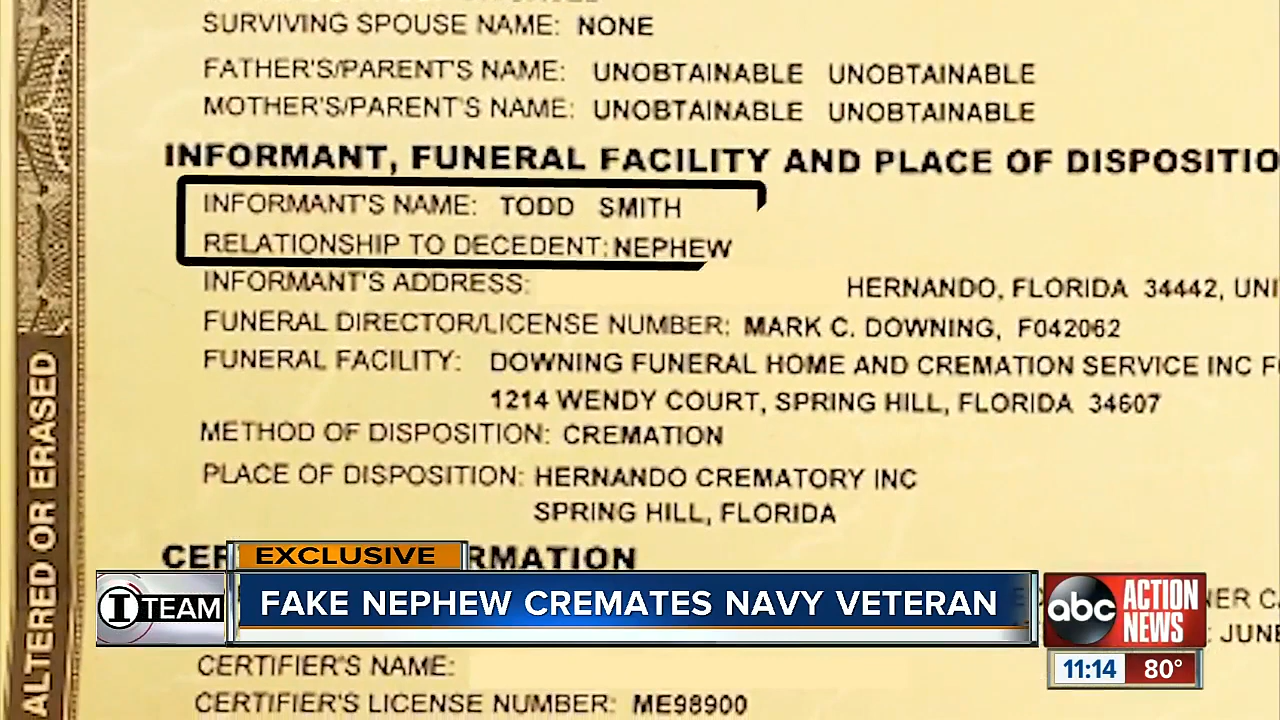 SURVIVING SPOUSE NAME: NONE
FATHER'S/PARENT'S NAME: UNOBTAINABLE UNOBTAINABLE
MOTHER'S/PARENT'S NAME: UNOBTAINABLE UNOBTAINABLE
INFORMANT, FUNERAL FACILITY AND PLACE OF DISPOSITIO
INFORMANT'S NAME: TODD SMITH
RELATIONSHIP TO DECEDENT: NEPHEW
INFORMANT'S ADDRESS: HERNANDO, FLORIDA 34442, UNI
FUNERAL DIRECTOR/LICENSE NUMBER: MARK C. DOWNING, F042062
FUNERAL FACILITY: DOWNING FUNERAL HOME AND CREMATION SERVICE INC F
1214 WENDY COURT, SPRING HILL, FLORIDA 34607
METHOD OF DISPOSITION: CREMATION
PLACE OF DISPOSITION: HERNANDO CREMATORY INC
SPRING HILL, FLORIDA
CER RMATION
EXCLUSIVE
I TEAM
FAKE NEPHEW CREMATES NAVY VETERAN
abc ACTION NEWS
11:14 80°
NER C
: JUNE
CERTIFIER'S NAME:
CERTIFIER'S LICENSE NUMBER: ME98900
ALTERED OR ERASED